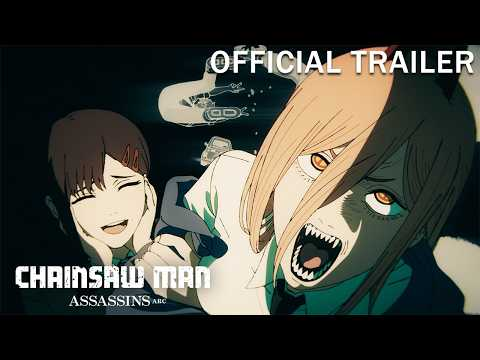 OFFICIAL TRAILER
CHAINSAW MAN
ASSASSINS ARC